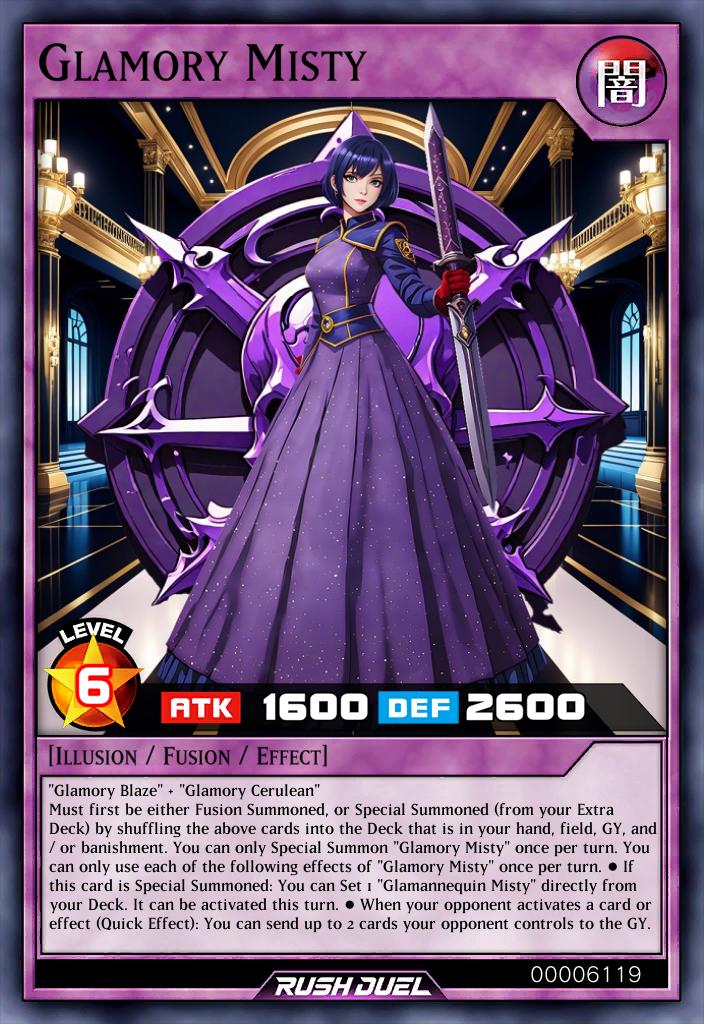 Glamory Misty
闇
LEVEL
6
ATK 1600 DEF 2600
[Illusion / Fusion / Effect]
"Glamory Blaze" + "Glamory Cerulean"
Must first be either Fusion Summoned, or Special Summoned (from your Extra
Deck) by shuffling the above cards into the Deck that is in your hand, field, GY, and
/ or banishment. You can only Special Summon "Glamory Misty" once per turn. You
can only use each of the following effects of "Glamory Misty" once per turn. ● If
this card is Special Summoned: You can Set 1 "Glamannequin Misty" directly from
your Deck. It can be activated this turn. ● When your opponent activates a card or
effect (Quick Effect): You can send up to 2 cards your opponent controls to the GY.
00006119
RUSH DUEL